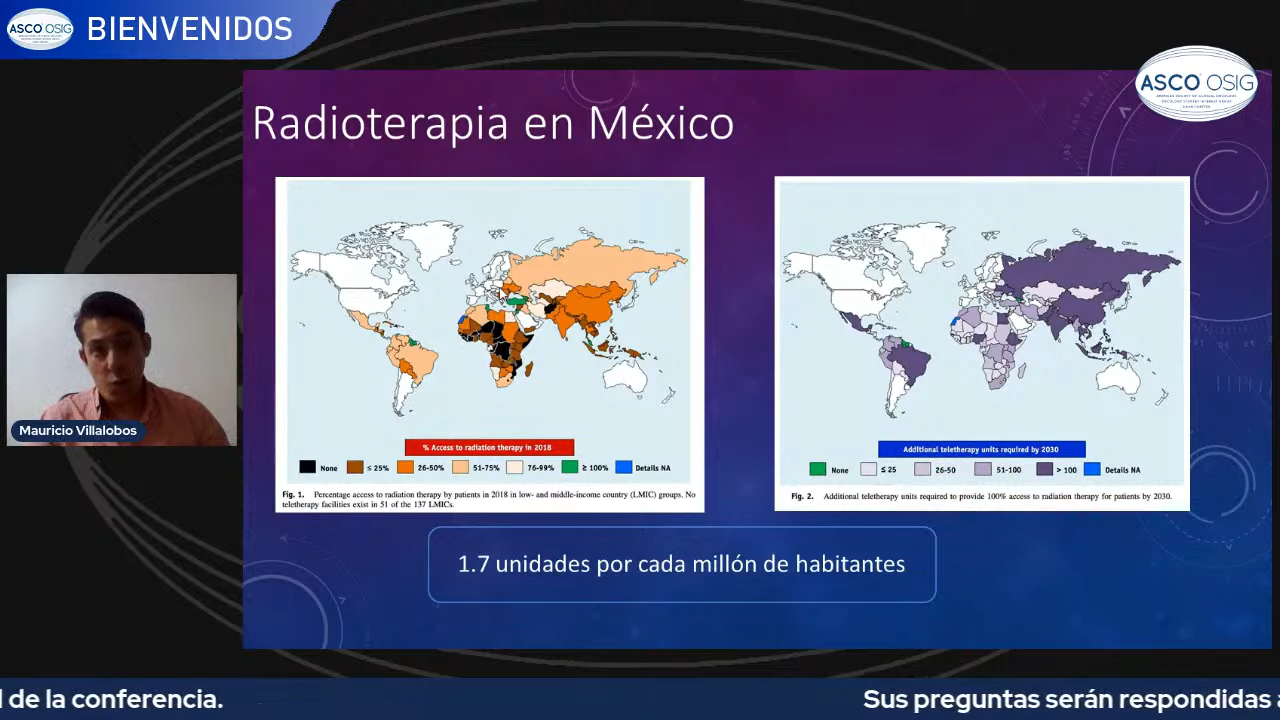 ASCO OSIG
BIENVENIDOS
ASCO OSIG
Radioterapia en México
% Access to radiation therapy in 2018
None
≤ 25%
26-50%
51-75%
76-99%
≥ 100%
Details NA
Fig. 1. Percentage access to radiation therapy by patients in 2018 in low- and middle-income country (LMIC) groups. No
teletherapy facilities exist in 51 of the 137 LMICs.
Additional teletherapy units required by 2030
None
≤ 25
26-50
51-100
> 100
Details NA
Fig. 2. Additional teletherapy units required to provide 100% access to radiation therapy for patients by 2030.
Mauricio Villalobos
1.7 unidades por cada millón de habitantes
de la conferencia.
Sus preguntas serán respondidas